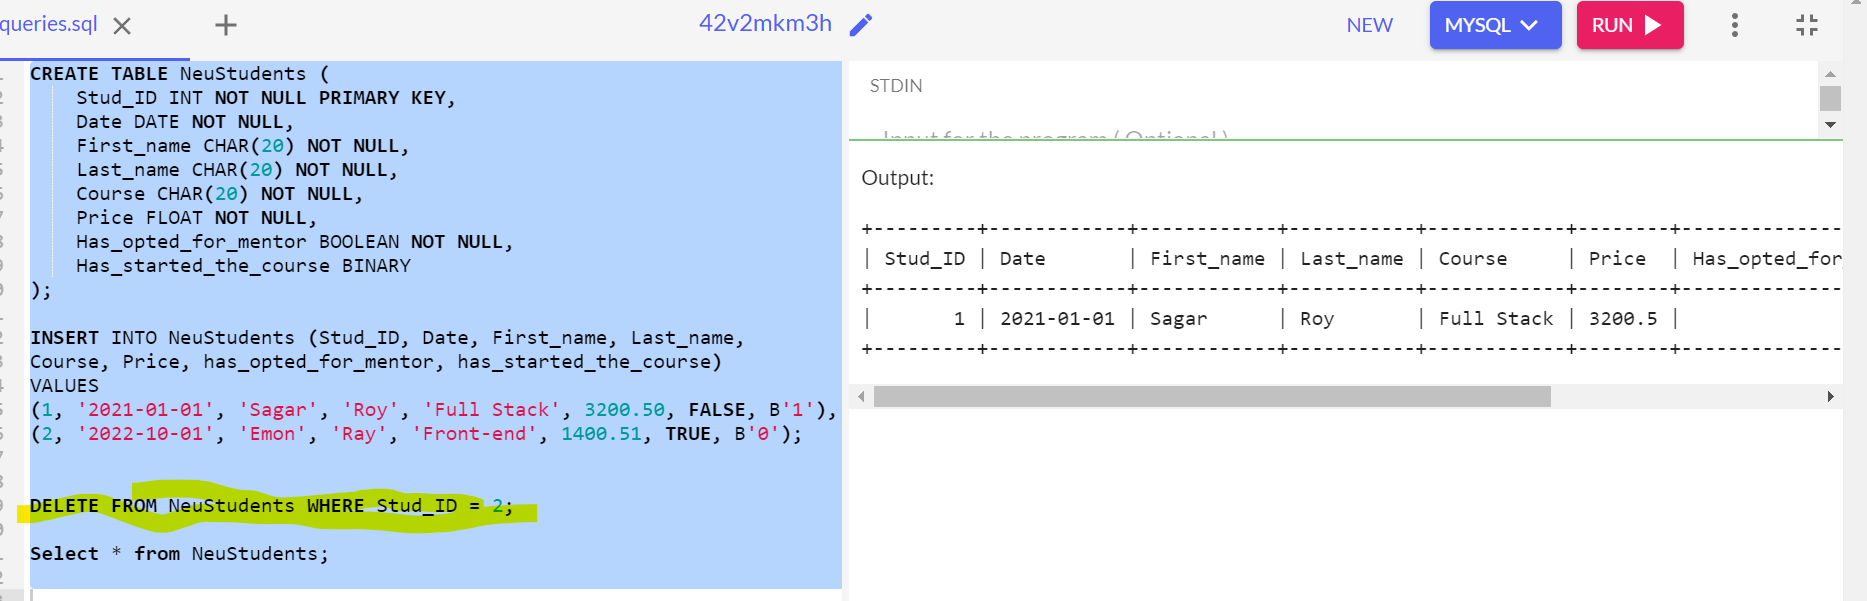 queries.sql
42v2mkm3h
NEW
MYSQL
RUN
CREATE TABLE NeuStudents (
Stud_ID INT NOT NULL PRIMARY KEY,
Date DATE NOT NULL,
First_name CHAR(20) NOT NULL,
Last_name CHAR(20) NOT NULL,
Course CHAR(20) NOT NULL,
Price FLOAT NOT NULL,
Has_opted_for_mentor BOOLEAN NOT NULL,
Has_started_the_course BINARY
);
INSERT INTO NeuStudents (Stud_ID, Date, First_name, Last_name,
Course, Price, has_opted_for_mentor, has_started_the_course)
VALUES
(1, '2021-01-01', 'Sagar', 'Roy', 'Full Stack', 3200.50, FALSE, B'1'),
(2, '2022-10-01', 'Emon', 'Ray', 'Front-end', 1400.51, TRUE, B'0');
DELETE FROM NeuStudents WHERE Stud_ID = 2;
Select * from NeuStudents;
STDIN
Input for the program ( Optional )
Output:
+---------+------------+------------+-----------+------------+--------+--------------
| Stud_ID | Date | First_name | Last_name | Course | Price | Has_opted_for
+---------+------------+------------+-----------+------------+--------+--------------
| 1 | 2021-01-01 | Sagar | Roy | Full Stack | 3200.5 |
+---------+------------+------------+-----------+------------+--------+--------------